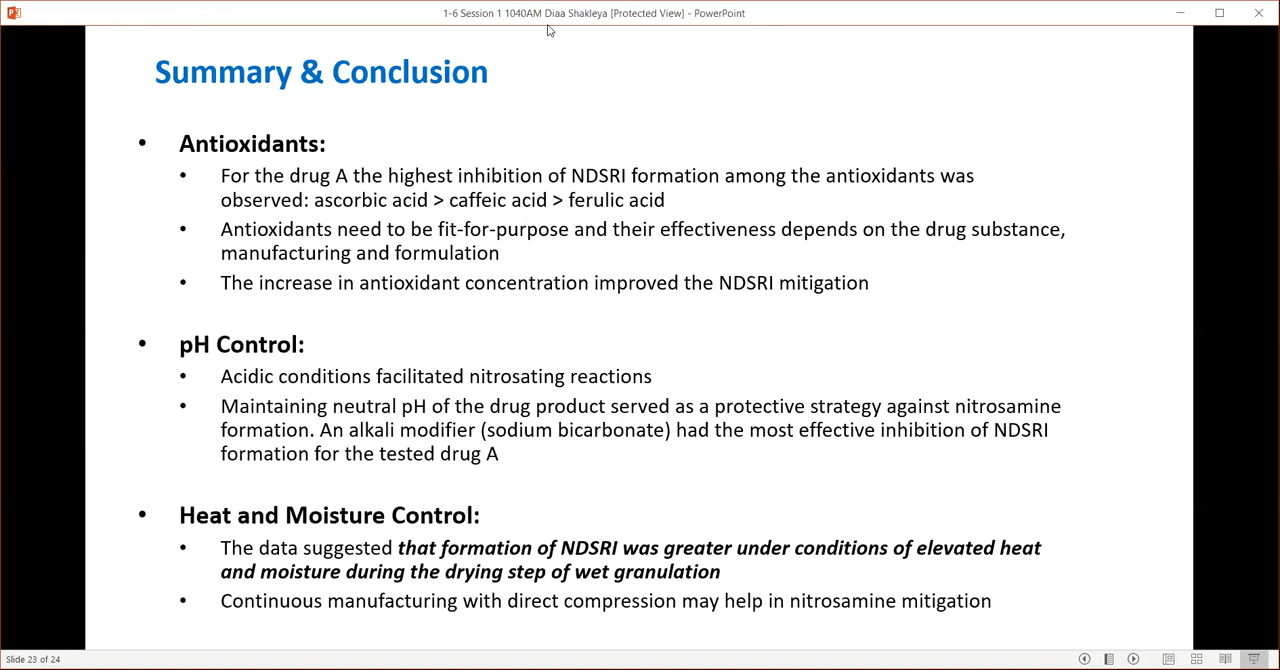 1-6 Session 1 1040AM Diaa Shakleya [Protected View] - PowerPoint
Summary & Conclusion
• Antioxidants:
• For the drug A the highest inhibition of NDSRI formation among the antioxidants was
observed: ascorbic acid > caffeic acid > ferulic acid
• Antioxidants need to be fit-for-purpose and their effectiveness depends on the drug substance,
manufacturing and formulation
• The increase in antioxidant concentration improved the NDSRI mitigation
• pH Control:
• Acidic conditions facilitated nitrosating reactions
• Maintaining neutral pH of the drug product served as a protective strategy against nitrosamine
formation. An alkali modifier (sodium bicarbonate) had the most effective inhibition of NDSRI
formation for the tested drug A
• Heat and Moisture Control:
• The data suggested that formation of NDSRI was greater under conditions of elevated heat
and moisture during the drying step of wet granulation
• Continuous manufacturing with direct compression may help in nitrosamine mitigation
Slide 23 of 24